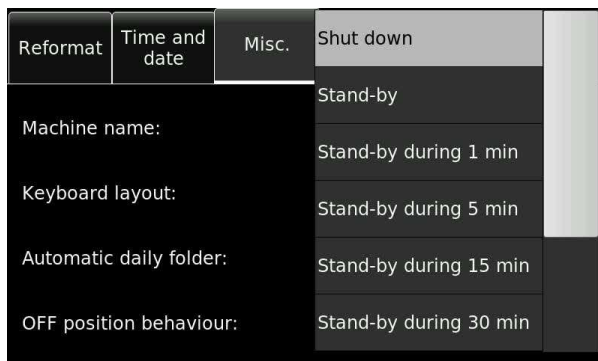 Reformat
Time and
date
Misc.
Machine name:
Keyboard layout:
Automatic daily folder:
OFF position behaviour:
Shut down
Stand-by
Stand-by during 1 min
Stand-by during 5 min
Stand-by during 15 min
Stand-by during 30 min